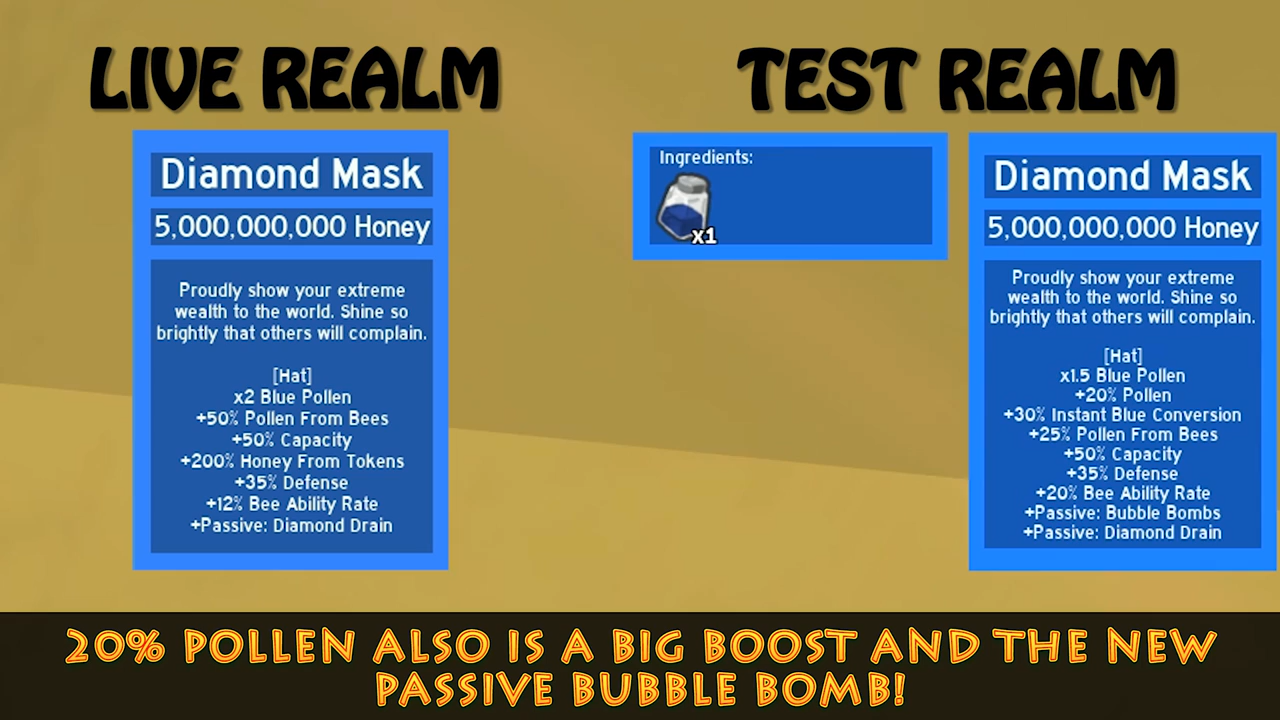 LIVE REALM
Diamond Mask
5,000,000,000 Honey
Proudly show your extreme
wealth to the world. Shine so
brightly that others will complain.
[Hat]
x2 Blue Pollen
+50% Pollen From Bees
+50% Capacity
+200% Honey From Tokens
+35% Defense
+12% Bee Ability Rate
+Passive: Diamond Drain
TEST REALM
Ingredients:
x1
Diamond Mask
5,000,000,000 Honey
Proudly show your extreme
wealth to the world. Shine so
brightly that others will complain.
[Hat]
x1.5 Blue Pollen
+20% Pollen
+30% Instant Blue Conversion
+25% Pollen From Bees
+50% Capacity
+35% Defense
+20% Bee Ability Rate
+Passive: Bubble Bombs
+Passive: Diamond Drain
20% POLLEN ALSO IS A BIG BOOST AND THE NEW
PASSIVE BUBBLE BOMB!